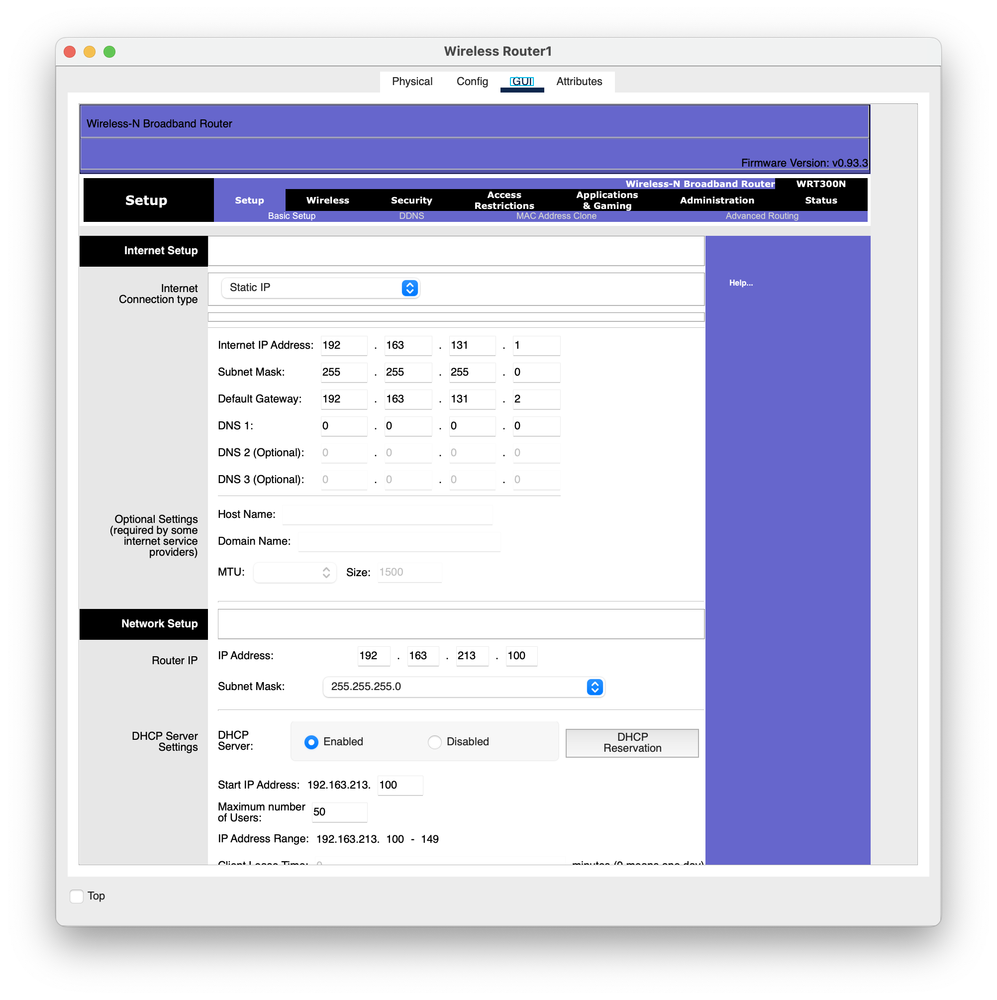 Wireless Router1
Physical Config GUI Attributes
Wireless-N Broadband Router
Firmware Version: v0.93.3
Wireless-N Broadband Router WRT300N
Setup
Setup Wireless Security Access Restrictions Applications & Gaming Administration Status
Basic Setup DDNS MAC Address Clone Advanced Routing
Internet Setup
Internet
Connection type
Static IP
Help...
Internet IP Address: 192 . 163 . 131 . 1
Subnet Mask: 255 . 255 . 255 . 0
Default Gateway: 192 . 163 . 131 . 2
DNS 1: 0 . 0 . 0 . 0
DNS 2 (Optional): 0 . 0 . 0 . 0
DNS 3 (Optional): 0 . 0 . 0 . 0
Optional Settings
(required by some
internet service
providers)
Host Name:
Domain Name:
MTU: Size: 1500
Network Setup
Router IP
IP Address: 192 . 163 . 213 . 100
Subnet Mask: 255.255.255.0
DHCP Server
Settings
DHCP
Server:
Enabled Disabled
DHCP
Reservation
Start IP Address: 192.163.213. 100
Maximum number
of Users:
50
IP Address Range: 192.163.213. 100 - 149
Client Lease Time: 0 minutes (0 means one day)
Top